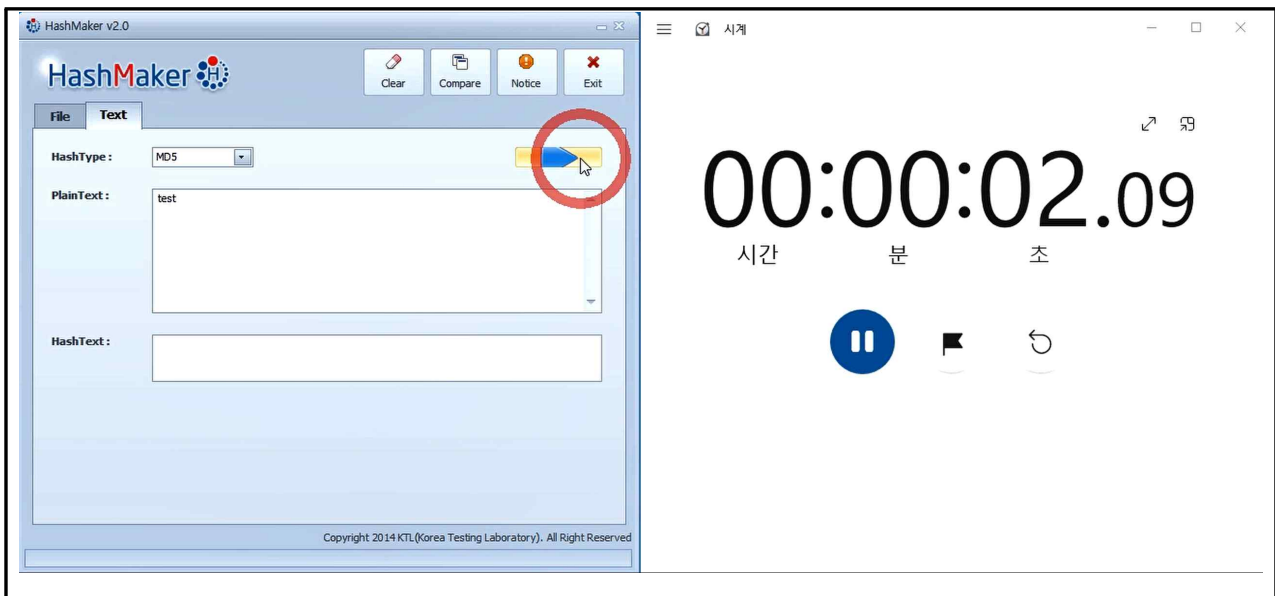 HashMaker v2.0
HashMaker H
Clear
Compare
Notice
Exit
File
Text
HashType :
MD5
PlainText :
test
HashText :
Copyright 2014 KTL(Korea Testing Laboratory). All Right Reserved
시계
00:00:02.09
시간
분
초